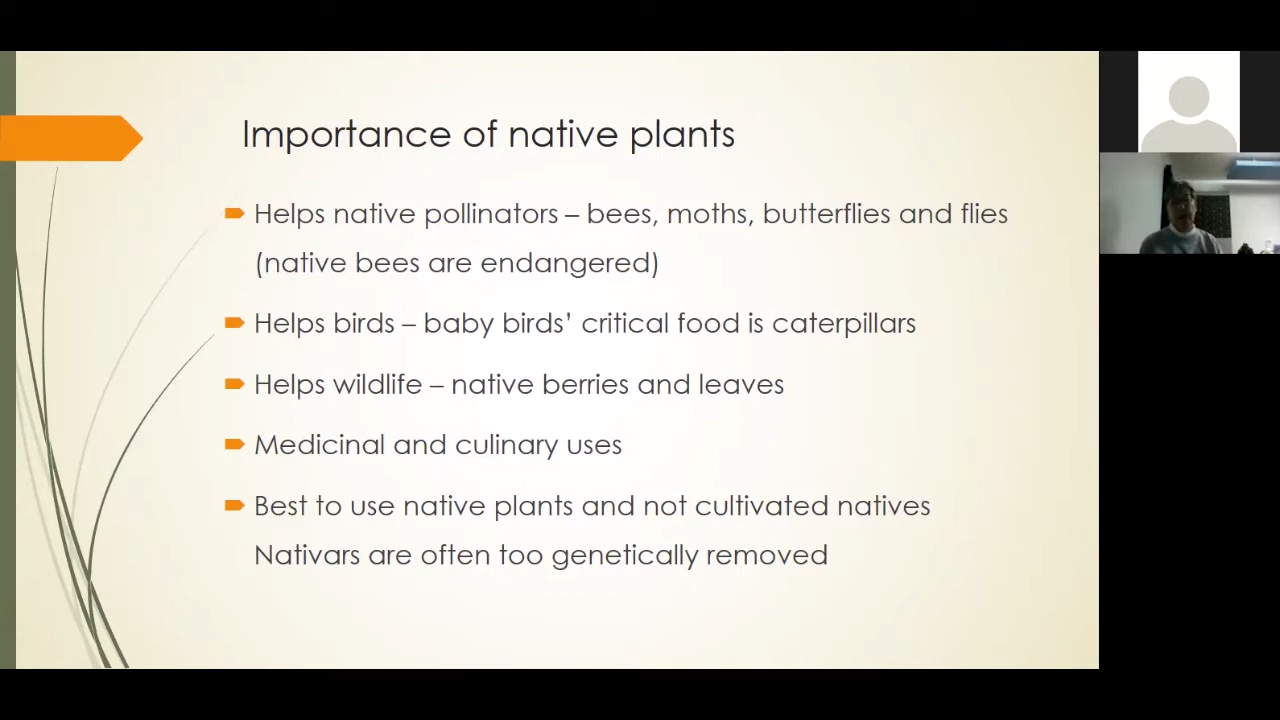 Importance of native plants
Helps native pollinators – bees, moths, butterflies and flies
(native bees are endangered)
Helps birds – baby birds’ critical food is caterpillars
Helps wildlife – native berries and leaves
Medicinal and culinary uses
Best to use native plants and not cultivated natives
Nativars are often too genetically removed